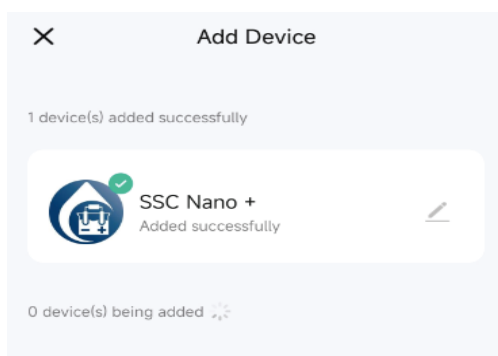 Add Device
1 device(s) added successfully
SSC Nano +
Added successfully
0 device(s) being added